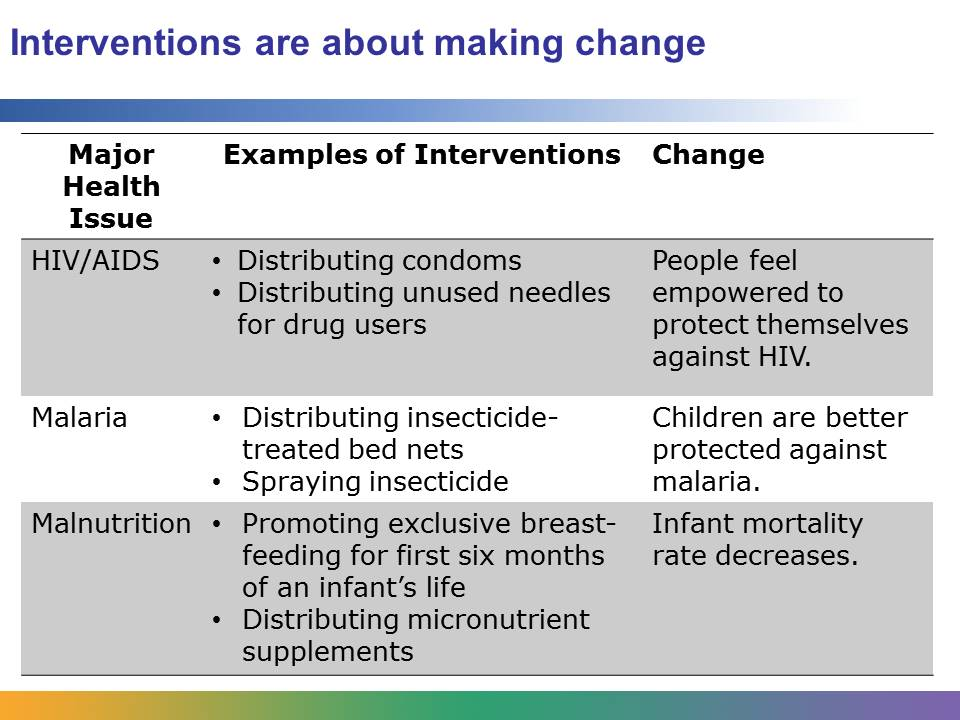 Interventions are about making change
Major
Health
Issue
Examples of Interventions
Change
HIV/AIDS
• Distributing condoms
• Distributing unused needles
for drug users
People feel
empowered to
protect themselves
against HIV.
Malaria
• Distributing insecticide-
treated bed nets
• Spraying insecticide
Children are better
protected against
malaria.
Malnutrition
• Promoting exclusive breast-
feeding for first six months
of an infant’s life
• Distributing micronutrient
supplements
Infant mortality
rate decreases.